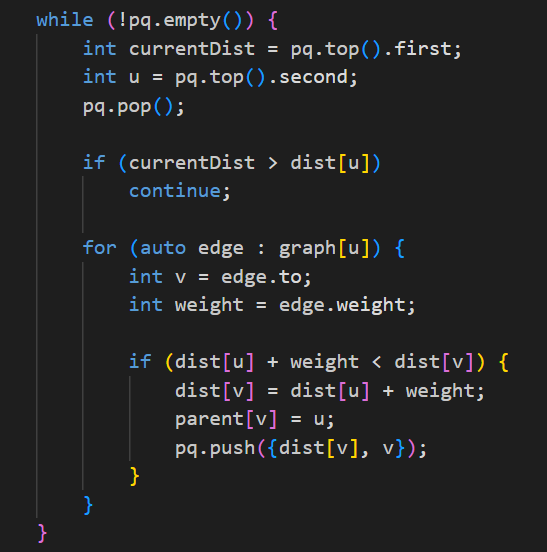 while (!pq.empty()) {
    int currentDist = pq.top().first;
    int u = pq.top().second;
    pq.pop();

    if (currentDist > dist[u])
        continue;

    for (auto edge : graph[u]) {
        int v = edge.to;
        int weight = edge.weight;

        if (dist[u] + weight < dist[v]) {
            dist[v] = dist[u] + weight;
            parent[v] = u;
            pq.push({dist[v], v});
        }
    }
}